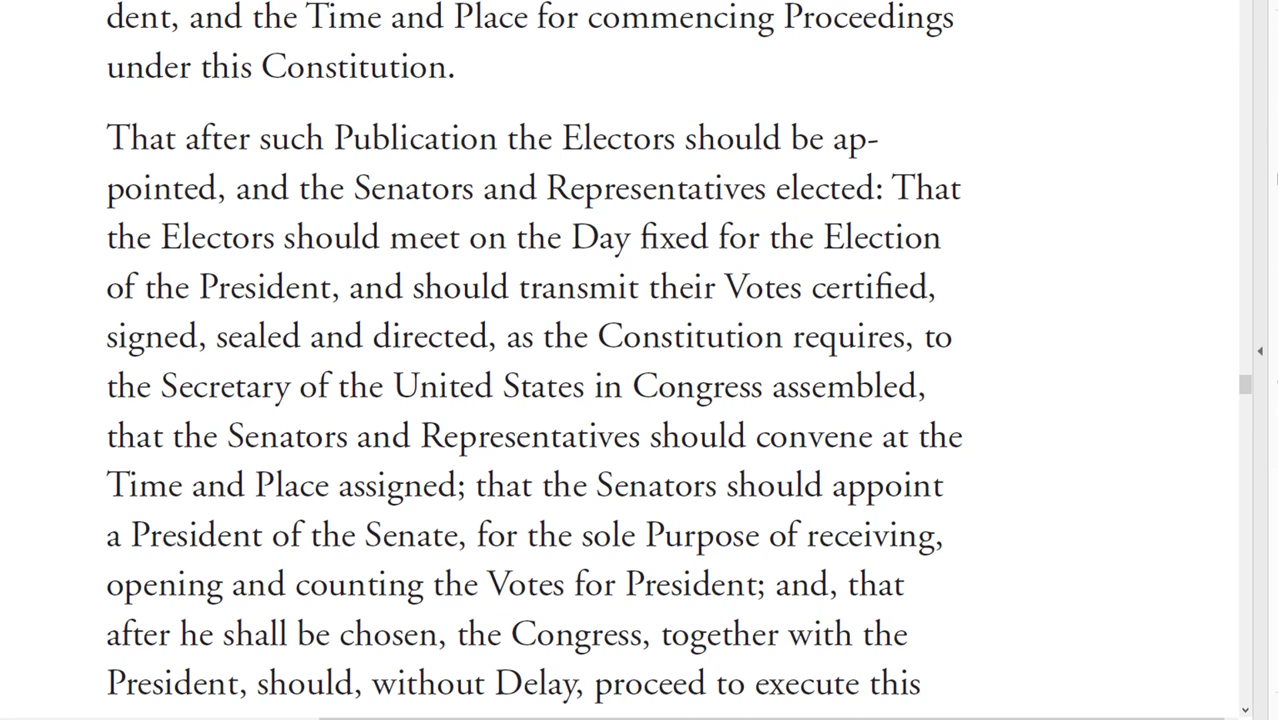 dent, and the Time and Place for commencing Proceedings
under this Constitution.
That after such Publication the Electors should be ap-
pointed, and the Senators and Representatives elected: That
the Electors should meet on the Day fixed for the Election
of the President, and should transmit their Votes certified,
signed, sealed and directed, as the Constitution requires, to
the Secretary of the United States in Congress assembled,
that the Senators and Representatives should convene at the
Time and Place assigned; that the Senators should appoint
a President of the Senate, for the sole Purpose of receiving,
opening and counting the Votes for President; and, that
after he shall be chosen, the Congress, together with the
President, should, without Delay, proceed to execute this